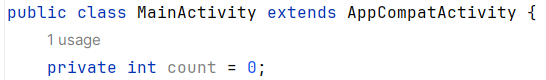 public class MainActivity extends AppCompatActivity {
1 usage
private int count = 0;